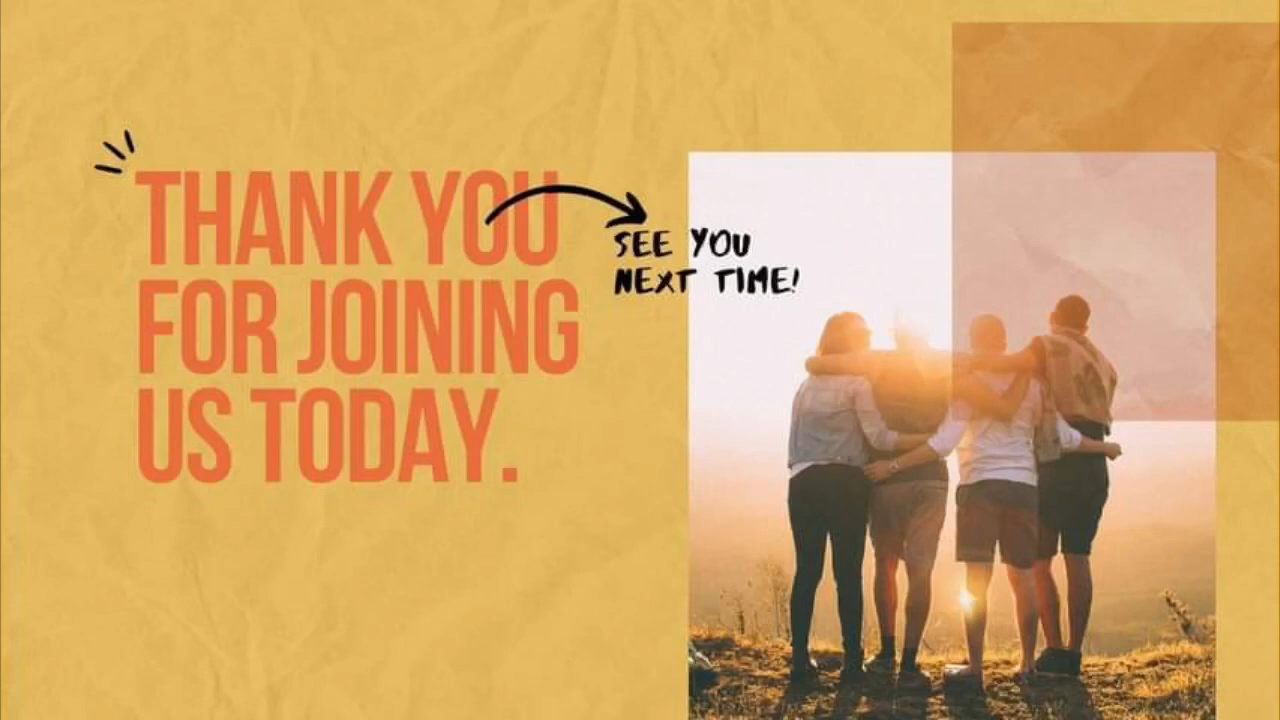 THANK YOU
FOR JOINING
US TODAY.
SEE YOU
NEXT TIME!